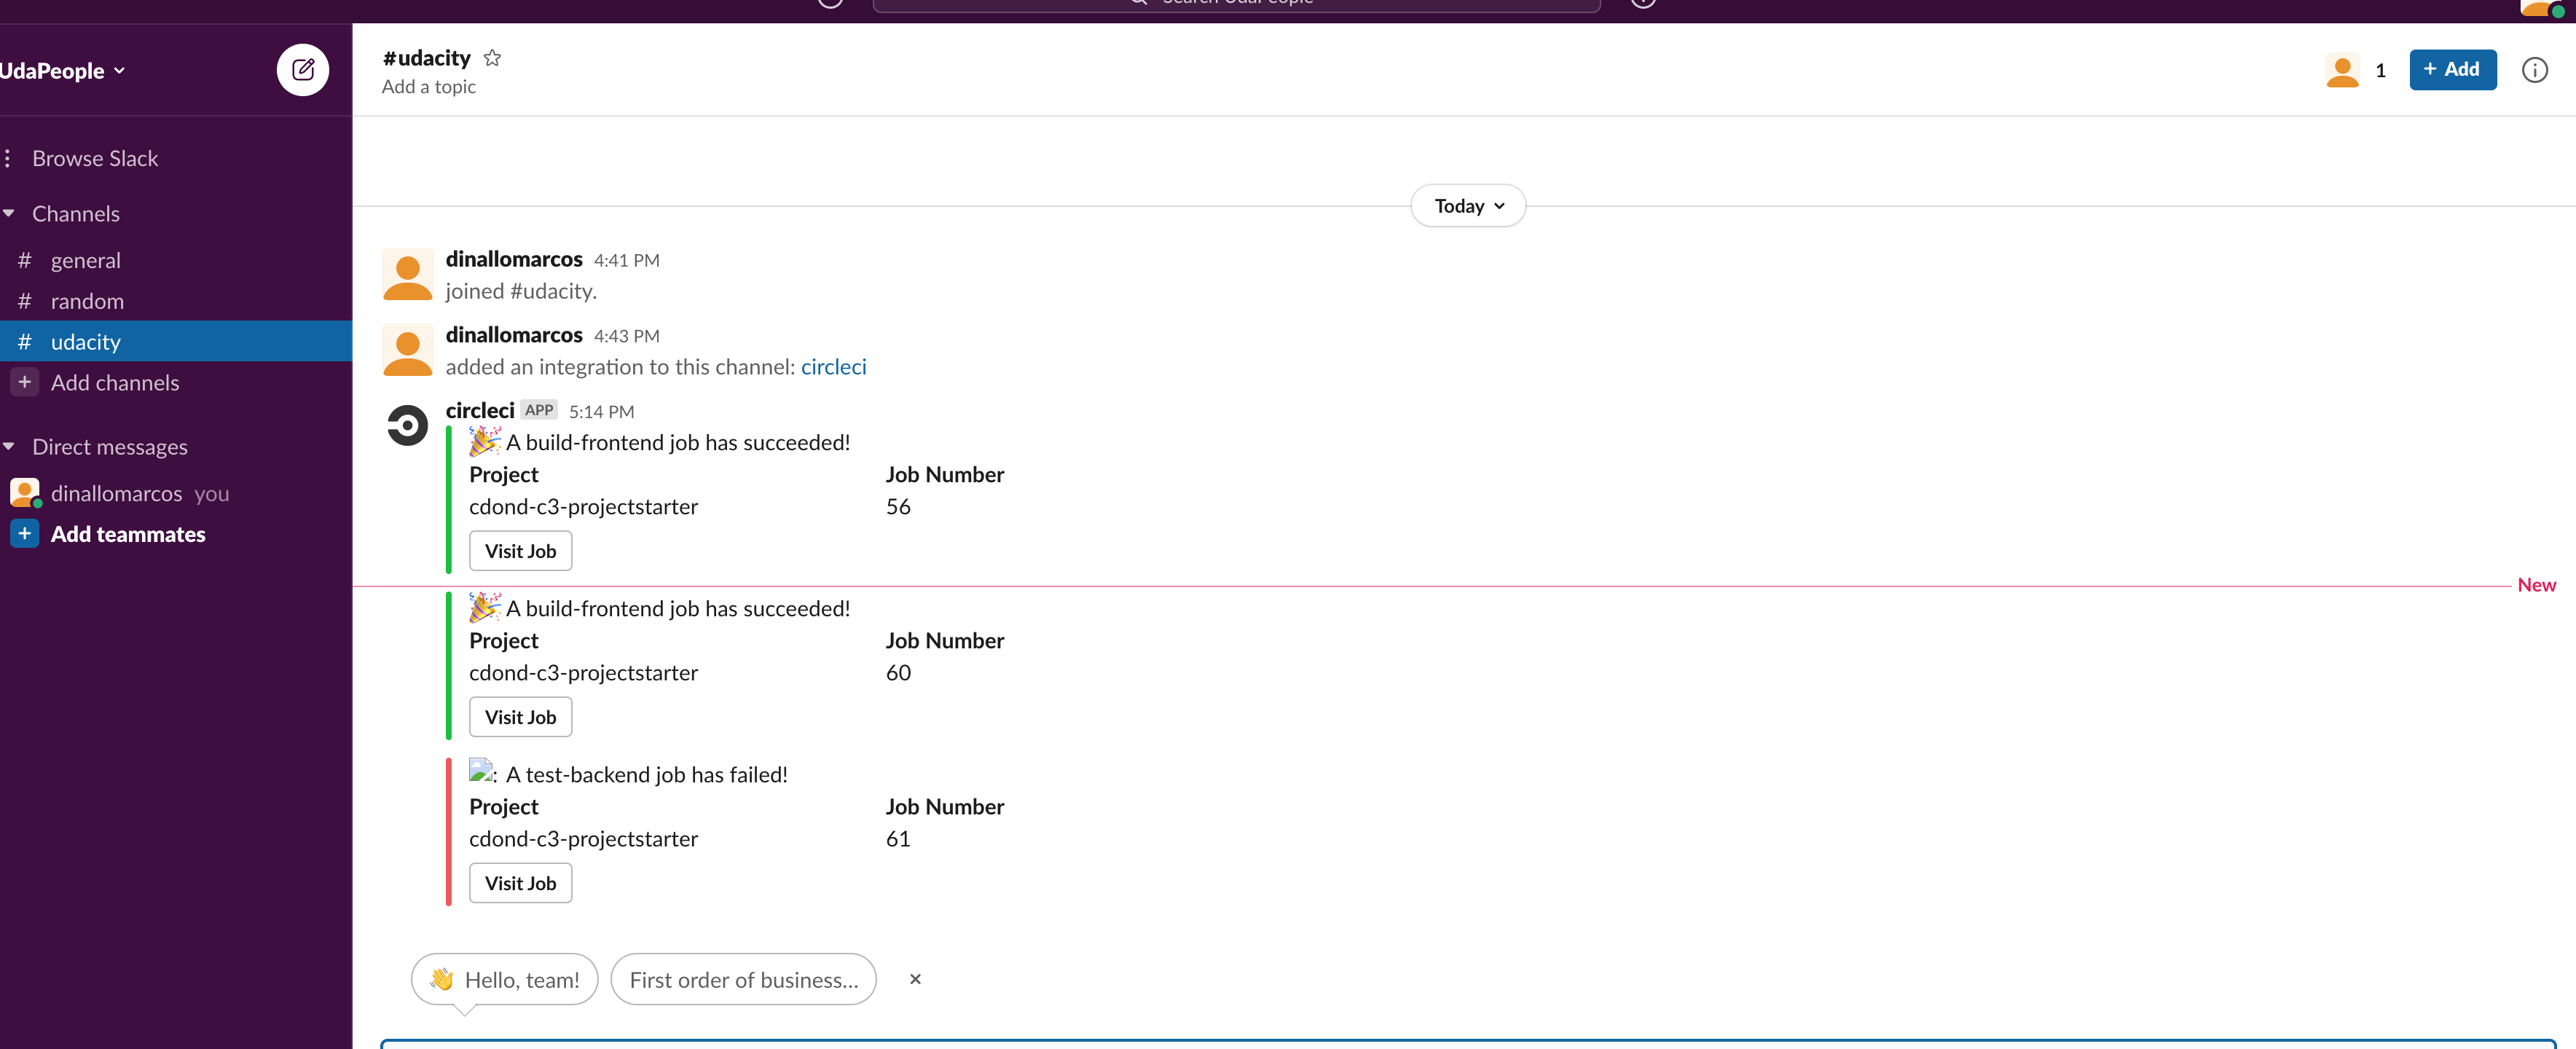 Search UdaPeople
UdaPeople
#udacity
Add a topic
1
+ Add
Browse Slack
Channels
# general
# random
# udacity
+ Add channels
Direct messages
dinallomarcos you
+ Add teammates
Today
dinallomarcos 4:41 PM
joined #udacity.
dinallomarcos 4:43 PM
added an integration to this channel: circleci
circleci APP 5:14 PM
A build-frontend job has succeeded!
Project Job Number
cdond-c3-projectstarter 56
Visit Job
New
A build-frontend job has succeeded!
Project Job Number
cdond-c3-projectstarter 60
Visit Job
: A test-backend job has failed!
Project Job Number
cdond-c3-projectstarter 61
Visit Job
Hello, team!
First order of business...